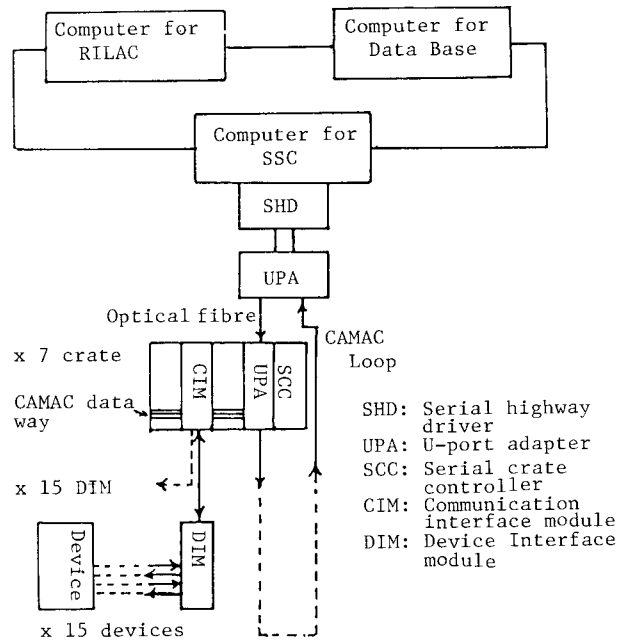 Computer for
RILAC
Computer for
Data Base
Computer for
SSC
SHD
UPA
Optical fibre
CAMAC
Loop
x 7 crate
CIM
UPA
SCC
CAMAC data
way
SHD: Serial highway
driver
UPA: U-port adapter
SCC: Serial crate
controller
CIM: Communication
interface module
DIM: Device Interface
module
x 15 DIM
Device
DIM
x 15 devices